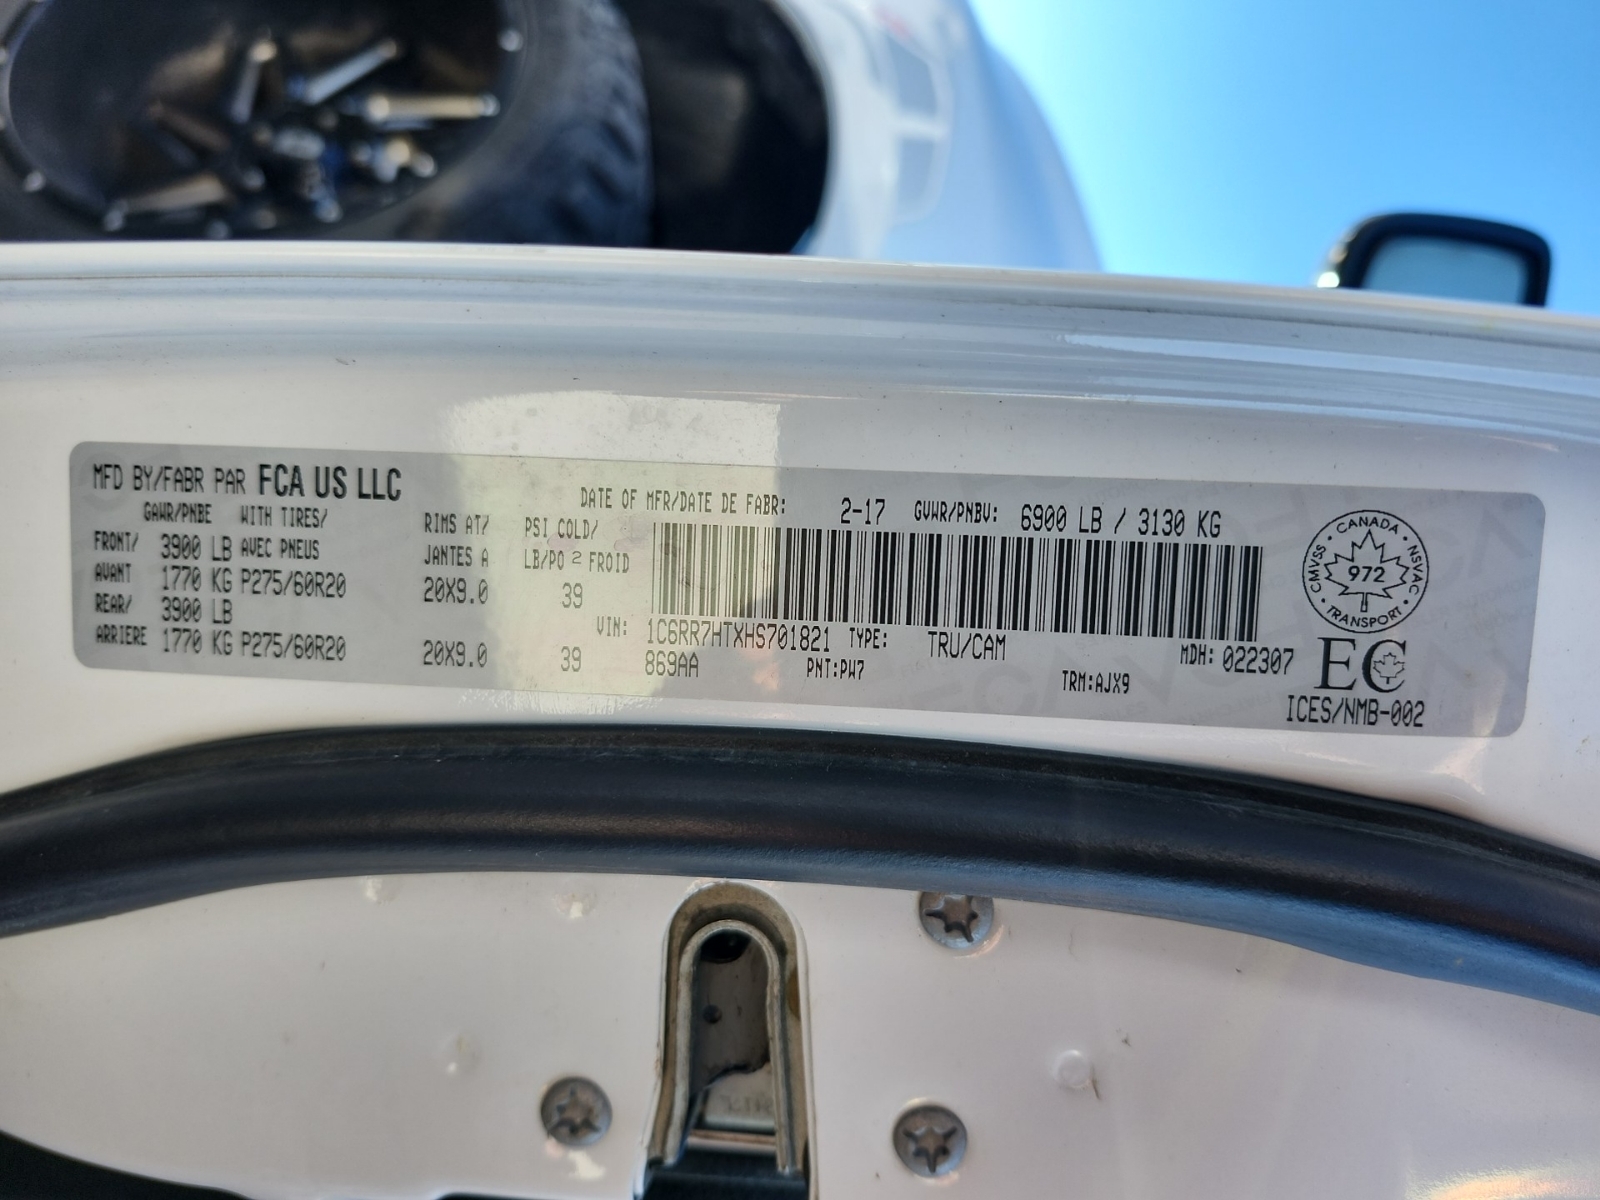 MFD BY/FABR PAR FCA US LLC
DATE OF MFR/DATE DE FABR: 2-17 GVWR/PNBV: 6900 LB / 3130 KG
GAWR/PNBE WITH TIRES/ RIMS AT/ PSI COLD/
FRONT/ 3900 LB AVEC PNEUS JANTES A LB/PO 2 FROID
AVANT 1770 KG P275/60R20 20X9.0 39
REAR/ 3900 LB
ARRIERE 1770 KG P275/60R20 20X9.0 39
VIN: 1C6RR7HTXHS701821 TYPE: TRU/CAM MDH: 022307
869AA PNT:PW7 TRM:AJX9
CANADA
CMVSS • NSVAC
972
TRANSPORT
EC
ICES/NMB-002